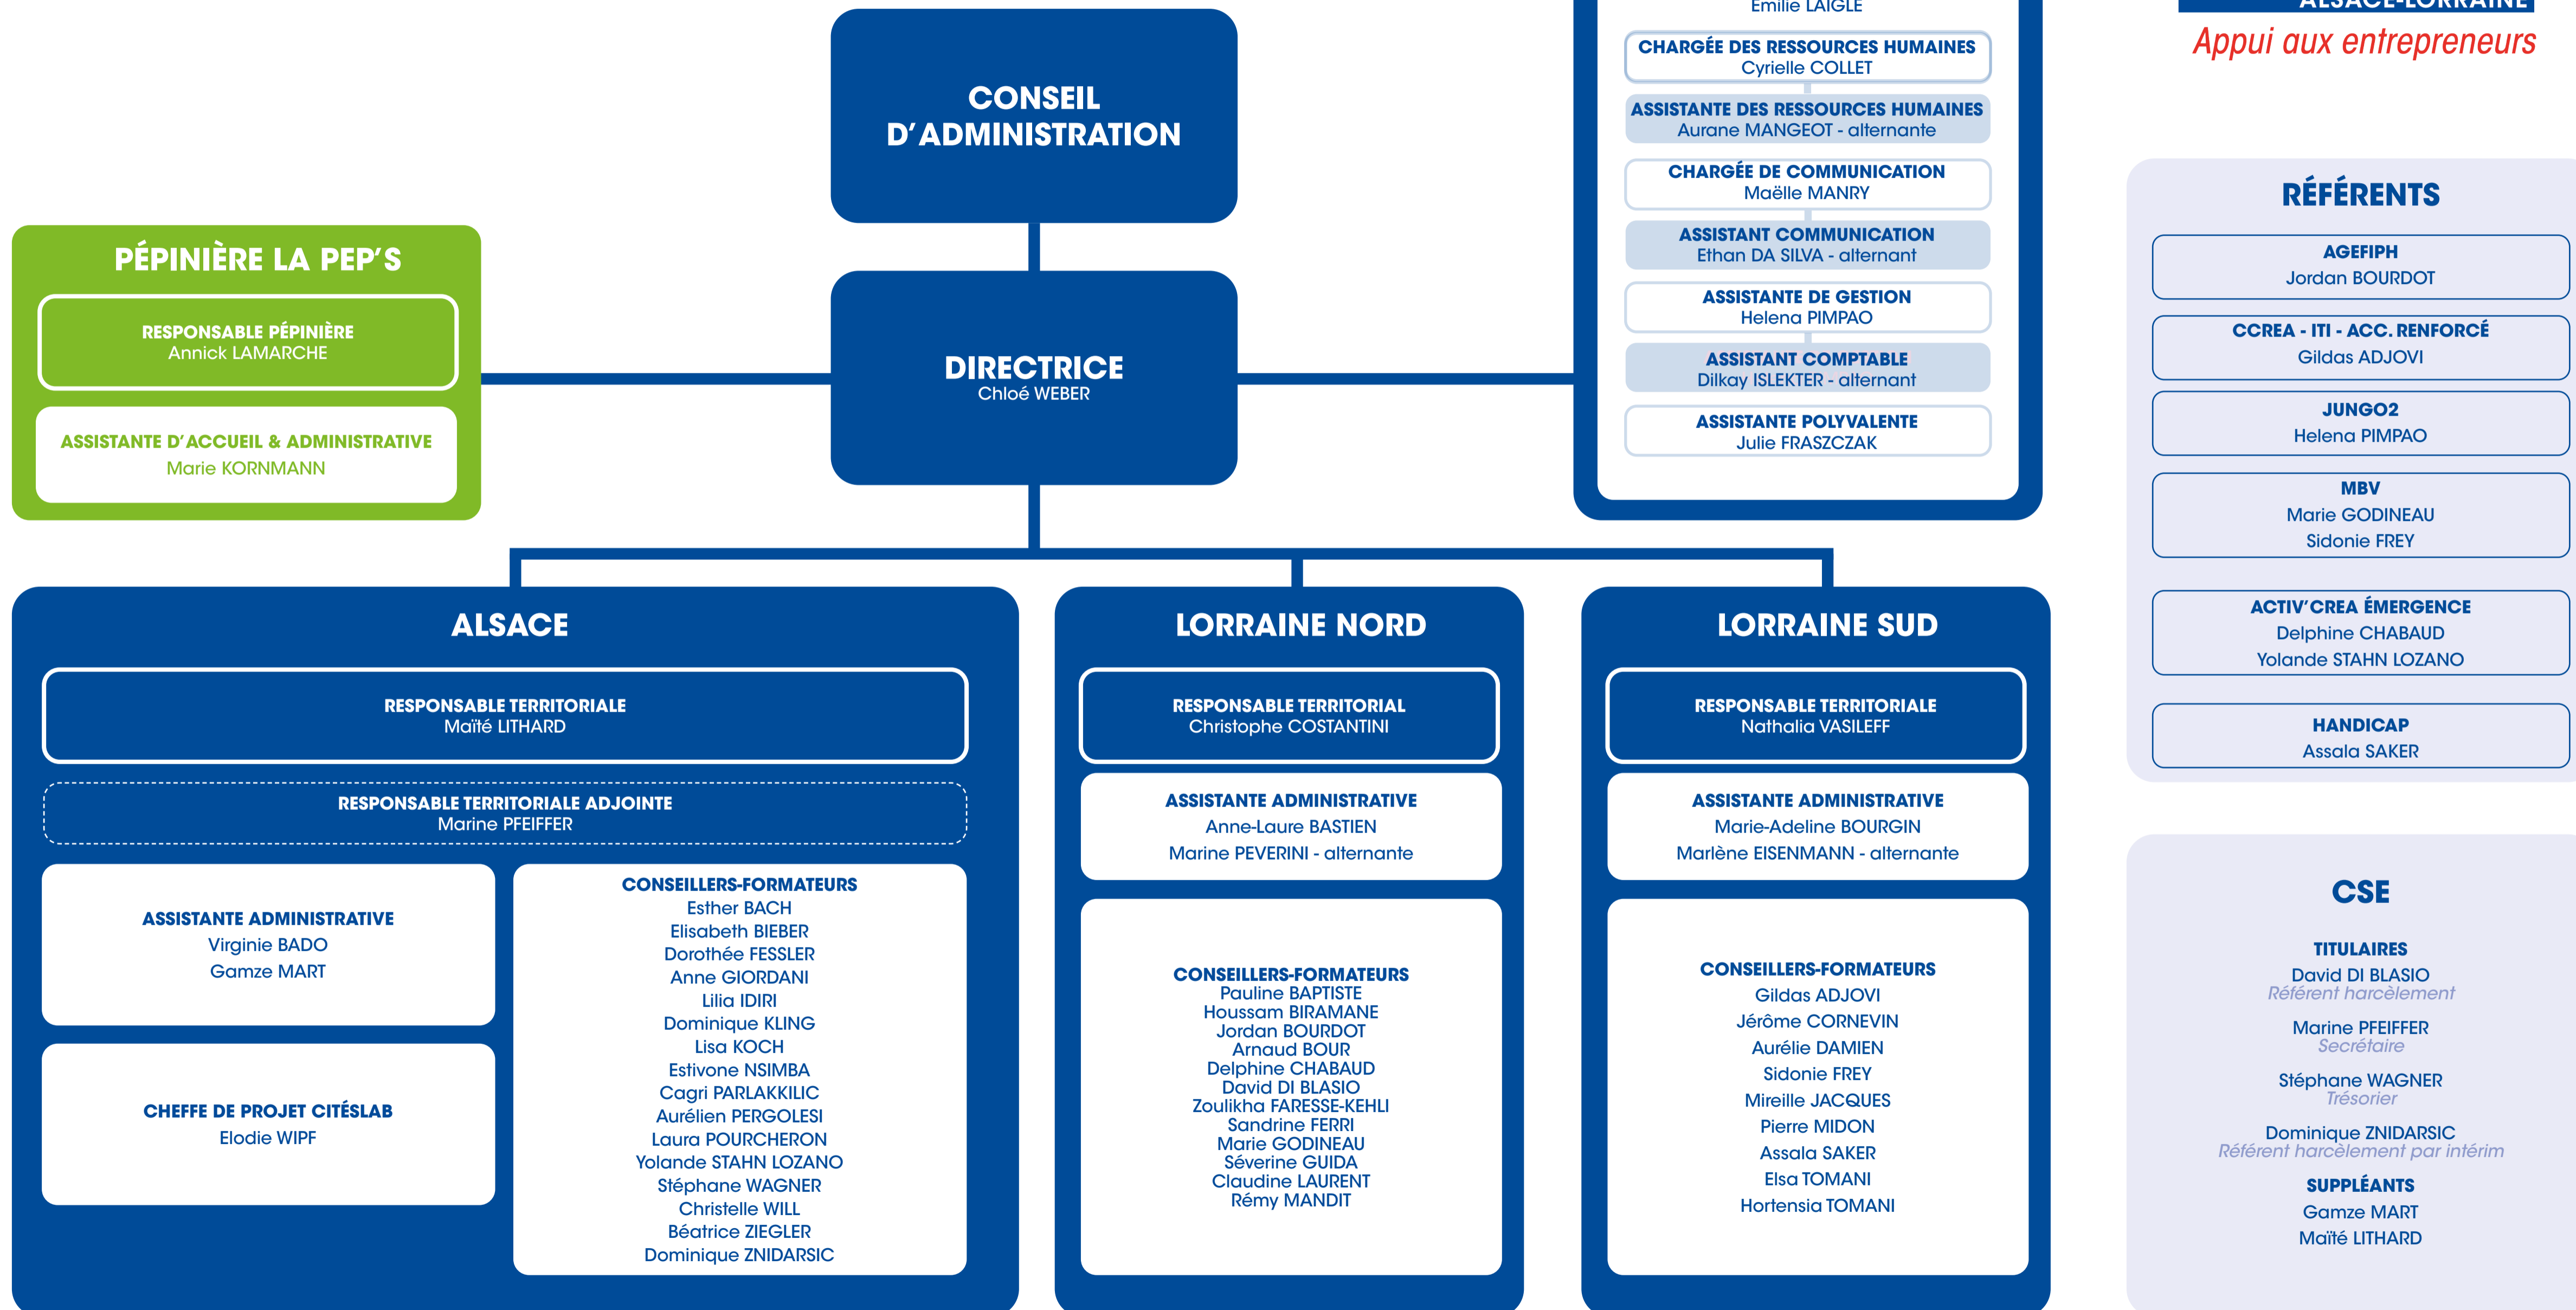 Emilie LAIGLE
CHARGÉE DES RESSOURCES HUMAINES
Cyrielle COLLET
ASSISTANTE DES RESSOURCES HUMAINES
Aurane MANGEOT - alternante
CHARGÉE DE COMMUNICATION
Maëlle MANRY
ASSISTANT COMMUNICATION
Ethan DA SILVA - alternant
ASSISTANTE DE GESTION
Helena PIMPAO
ASSISTANT COMPTABLE
Dilkay ISLEKTER - alternant
ASSISTANTE POLYVALENTE
Julie FRASZCZAK
ALSACE-LORRAINE
Appui aux entrepreneurs
CONSEIL
D'ADMINISTRATION
DIRECTRICE
Chloé WEBER
PÉPINIÈRE LA PEP'S
RESPONSABLE PÉPINIÈRE
Annick LAMARCHE
ASSISTANTE D'ACCUEIL & ADMINISTRATIVE
Marie KORNMANN
ALSACE
RESPONSABLE TERRITORIALE
Maïté LITHARD
RESPONSABLE TERRITORIALE ADJOINTE
Marine PFEIFFER
ASSISTANTE ADMINISTRATIVE
Virginie BADO
Gamze MART
CHEFFE DE PROJET CITÉSLAB
Elodie WIPF
CONSEILLERS-FORMATEURS
Esther BACH
Elisabeth BIEBER
Dorothée FESSLER
Anne GIORDANI
Lilia IDIRI
Dominique KLING
Lisa KOCH
Estivone NSIMBA
Cagri PARLAKKILIC
Aurélien PERGOLESI
Laura POURCHERON
Yolande STAHN LOZANO
Stéphane WAGNER
Christelle WILL
Béatrice ZIEGLER
Dominique ZNIDARSIC
LORRAINE NORD
RESPONSABLE TERRITORIAL
Christophe COSTANTINI
ASSISTANTE ADMINISTRATIVE
Anne-Laure BASTIEN
Marine PEVERINI - alternante
CONSEILLERS-FORMATEURS
Pauline BAPTISTE
Houssam BIRAMANE
Jordan BOURDOT
Arnaud BOUR
Delphine CHABAUD
David DI BLASIO
Zoulikha FARESSE-KEHLI
Sandrine FERRI
Marie GODINEAU
Séverine GUIDA
Claudine LAURENT
Rémy MANDIT
LORRAINE SUD
RESPONSABLE TERRITORIALE
Nathalia VASILEFF
ASSISTANTE ADMINISTRATIVE
Marie-Adeline BOURGIN
Marlène EISENMANN - alternante
CONSEILLERS-FORMATEURS
Gildas ADJOVI
Jérôme CORNEVIN
Aurélie DAMIEN
Sidonie FREY
Mireille JACQUES
Pierre MIDON
Assala SAKER
Elsa TOMANI
Hortensia TOMANI
RÉFÉRENTS
AGEFIPH
Jordan BOURDOT
CCREA - ITI - ACC. RENFORCÉ
Gildas ADJOVI
JUNGO2
Helena PIMPAO
MBV
Marie GODINEAU
Sidonie FREY
ACTIV'CREA ÉMERGENCE
Delphine CHABAUD
Yolande STAHN LOZANO
HANDICAP
Assala SAKER
CSE
TITULAIRES
David DI BLASIO
Référent harcèlement
Marine PFEIFFER
Secrétaire
Stéphane WAGNER
Trésorier
Dominique ZNIDARSIC
Référent harcèlement par intérim
SUPPLÉANTS
Gamze MART
Maïté LITHARD